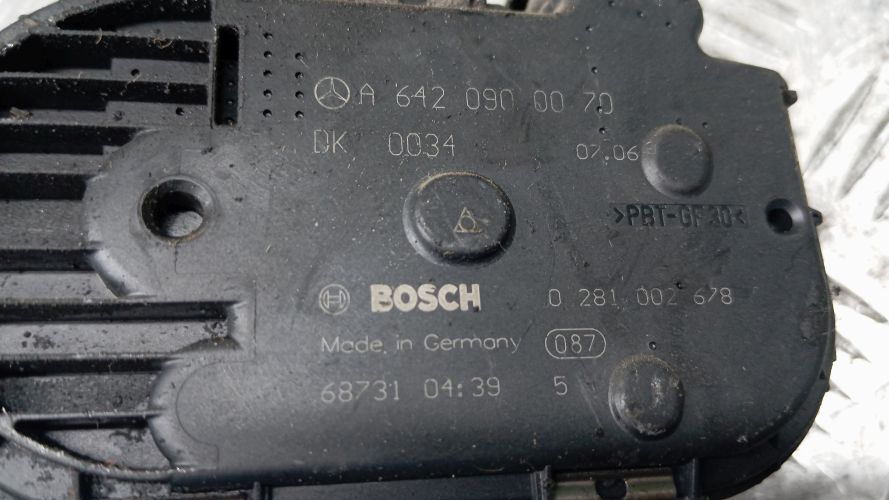 A 642 090 00 70
DK 0034 07.06
>PBT-GF30<
BOSCH 0 281 002 678
Made in Germany 087
68731 04:39 5